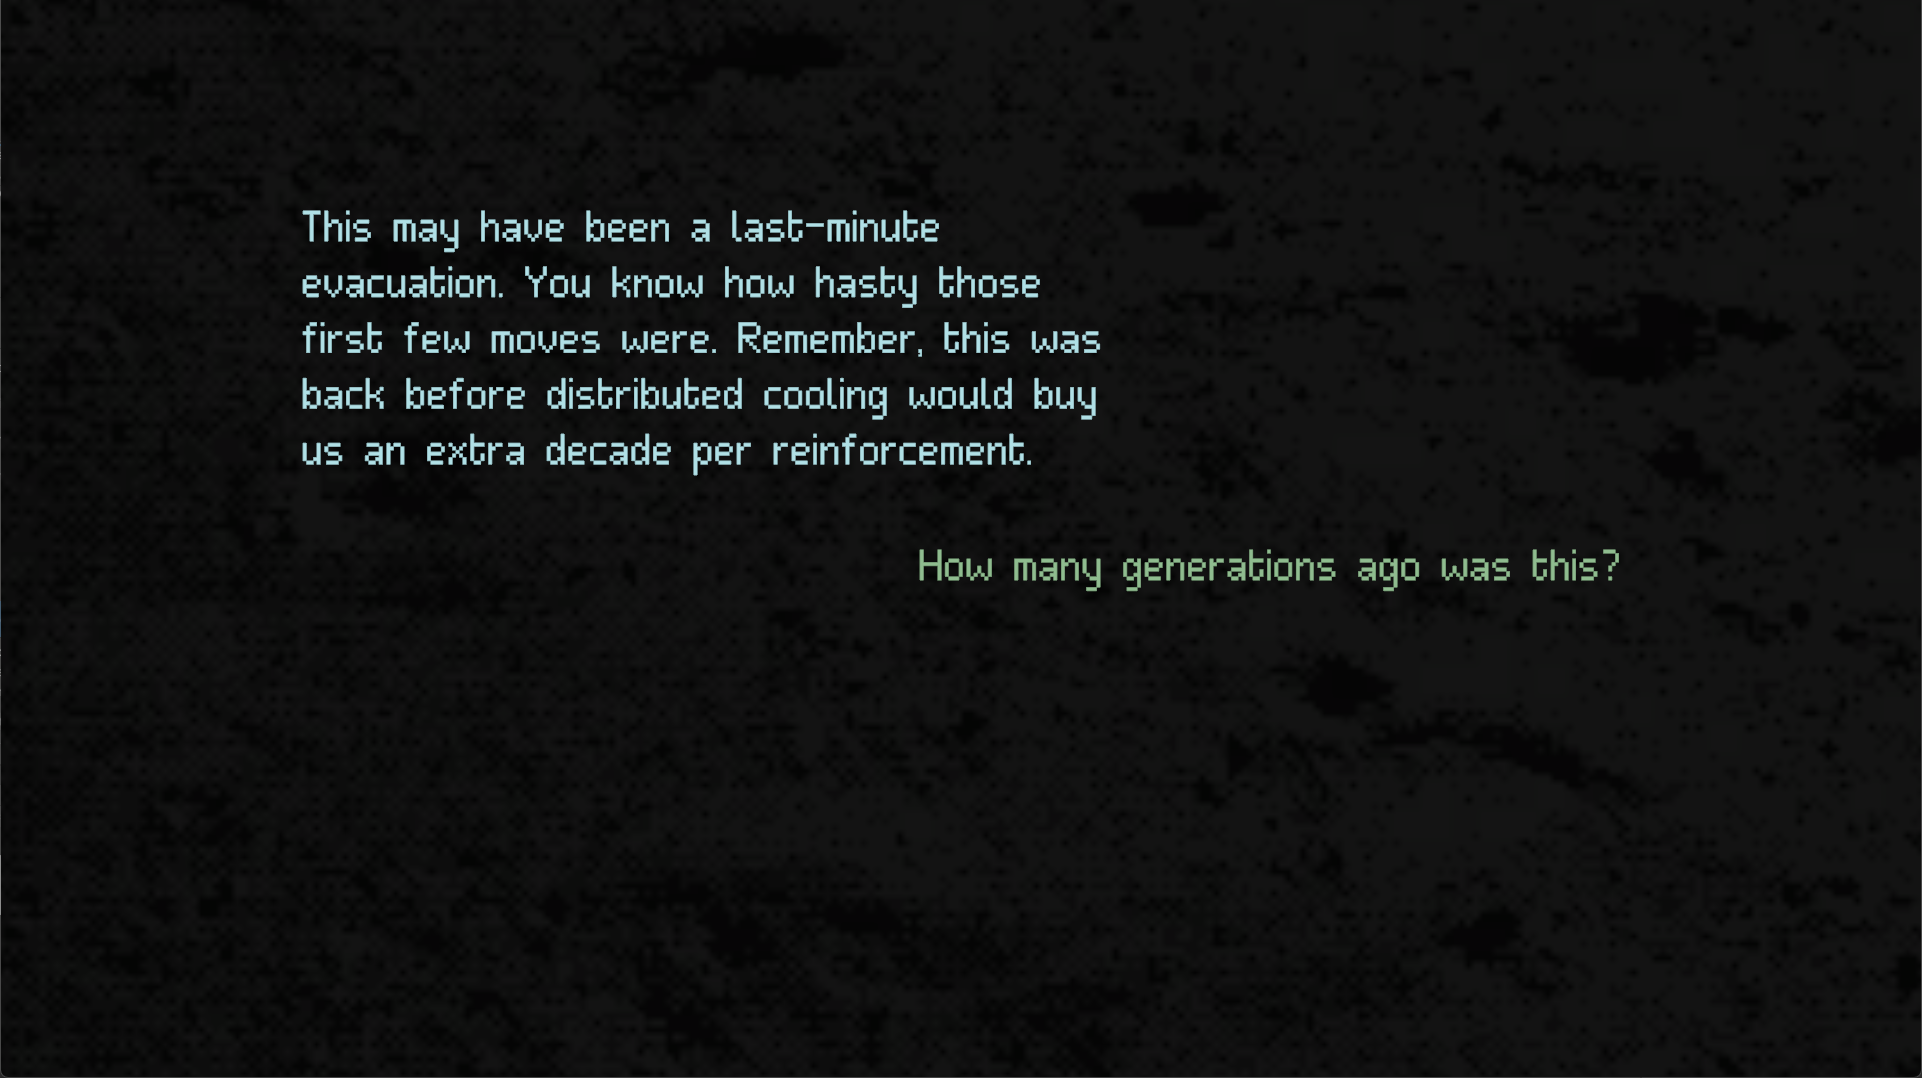 This may have been a last-minute
evacuation. You know how hasty those
first few moves were. Remember, this was
back before distributed cooling would buy
us an extra decade per reinforcement.
How many generations ago was this?